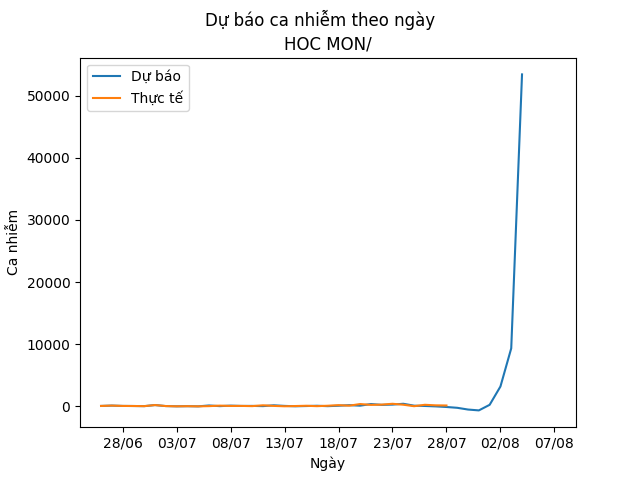 Dự báo ca nhiễm theo ngày
HOC MON/
Dự báo
Thực tế
Ca nhiễm
50000
40000
30000
20000
10000
0
28/06 03/07 08/07 13/07 18/07 23/07 28/07 02/08 07/08
Ngày